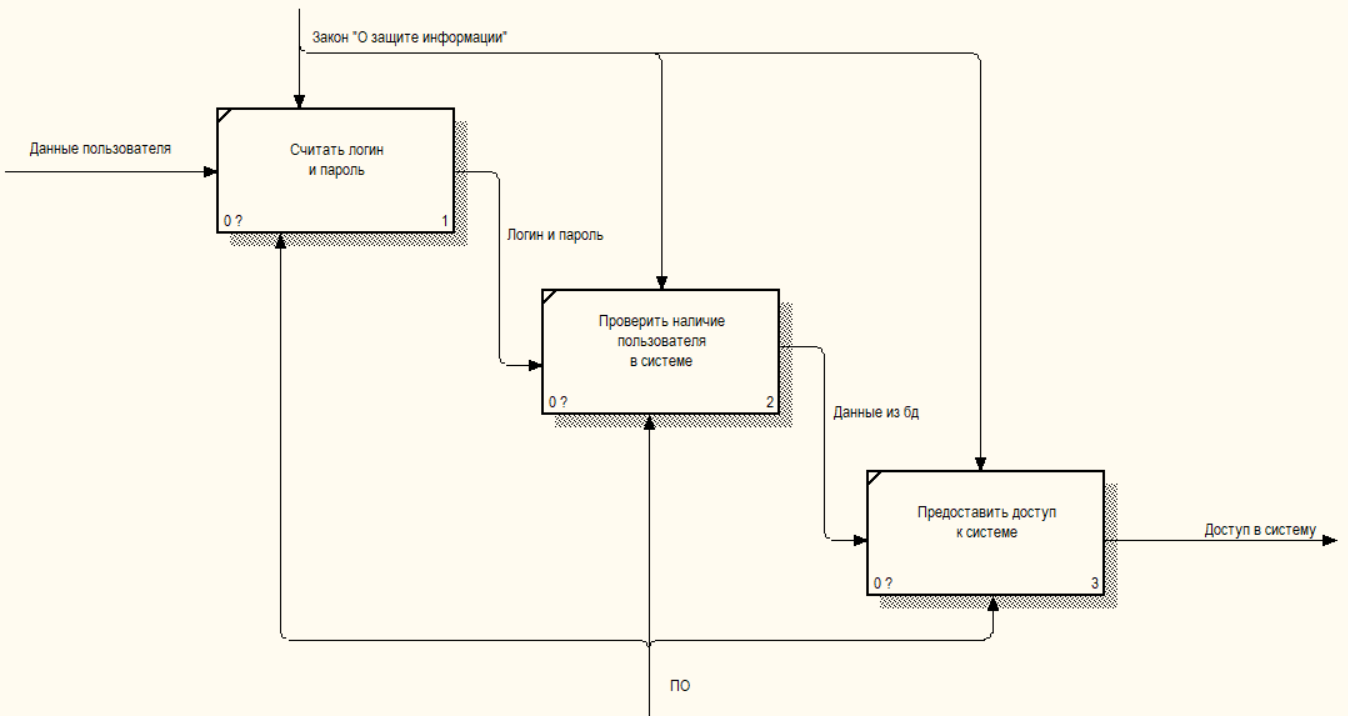 Закон "О защите информации"
Данные пользователя
Считать логин
и пароль
0 ?
1
Логин и пароль
Проверить наличие
пользователя
в системе
0 ?
2
Данные из бд
Предоставить доступ
к системе
0 ?
3
Доступ в систему
ПО